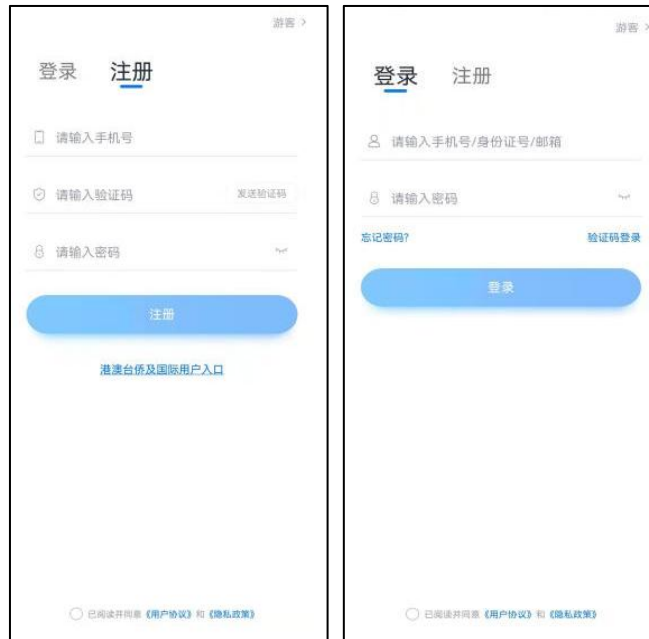 游客 >
登录 注册
请输入手机号
请输入验证码 发送验证码
请输入密码
注册
港澳台侨及国际用户入口
已阅读并同意《用户协议》和《隐私政策》
游客 >
登录 注册
请输入手机号/身份证号/邮箱
请输入密码
忘记密码? 验证码登录
登录
已阅读并同意《用户协议》和《隐私政策》